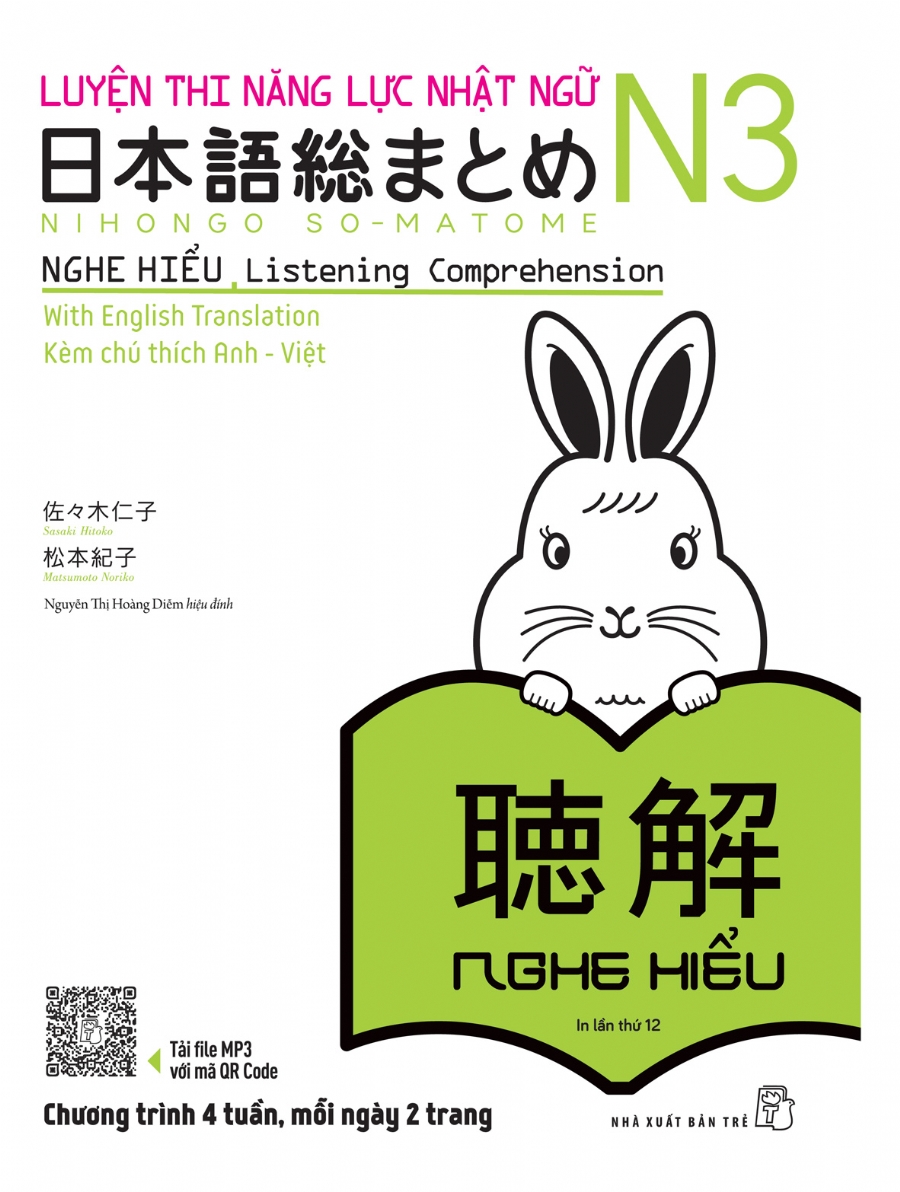 LUYỆN THI NĂNG LỰC NHẬT NGỮ
日本語総まとめ N3
NIHONGO SO-MATOME
NGHE HIỂU, Listening Comprehension
With English Translation
Kèm chú thích Anh - Việt
佐々木仁子
Sasaki Hitoko
松本紀子
Matsumoto Noriko
Nguyễn Thị Hoàng Diễm hiệu đính
聴解
NGHE HIỂU
In lần thứ 12
Tải file MP3
với mã QR Code
Chương trình 4 tuần, mỗi ngày 2 trang
NHÀ XUẤT BẢN TRẺ